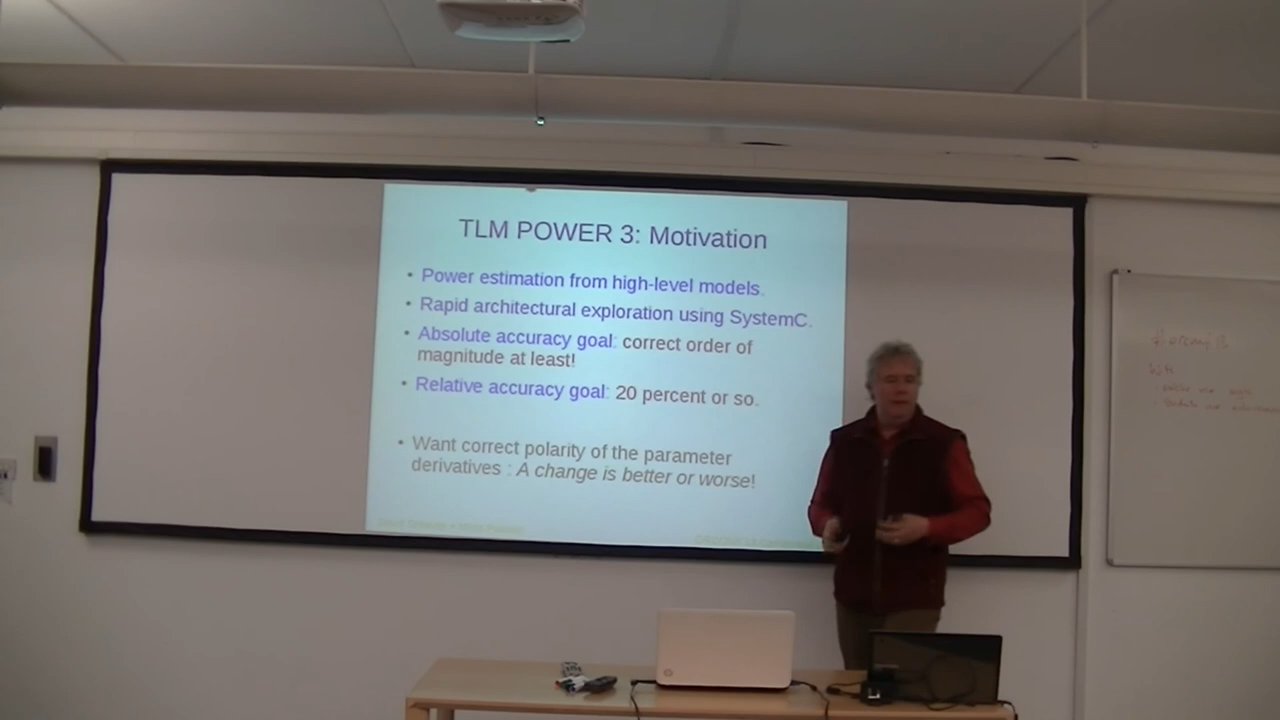 TLM POWER 3: Motivation
• Power estimation from high-level models.
• Rapid architectural exploration using SystemC.
• Absolute accuracy goal: correct order of
magnitude at least!
• Relative accuracy goal: 20 percent or so.
• Want correct polarity of the parameter
derivatives : A change is better or worse!